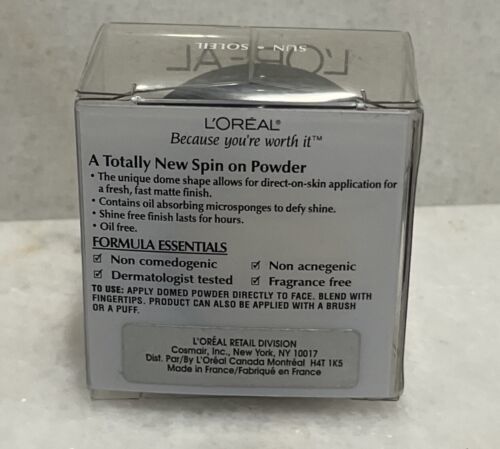 SUN • SOLEIL
L'ORÉAL
L'ORÉAL
Because you're worth it™
A Totally New Spin on Powder
• The unique dome shape allows for direct-on-skin application for
a fresh, fast matte finish.
• Contains oil absorbing microsponges to defy shine.
• Shine free finish lasts for hours.
• Oil free.
FORMULA ESSENTIALS
☑ Non comedogenic ☑ Non acnegenic
☑ Dermatologist tested ☑ Fragrance free
TO USE: APPLY DOMED POWDER DIRECTLY TO FACE. BLEND WITH
FINGERTIPS. PRODUCT CAN ALSO BE APPLIED WITH A BRUSH
OR A PUFF.
L'ORÉAL RETAIL DIVISION
Cosmair, Inc., New York, NY 10017
Dist. Par/By L'Oréal Canada Montréal H4T 1K5
Made in France/Fabriqué en France